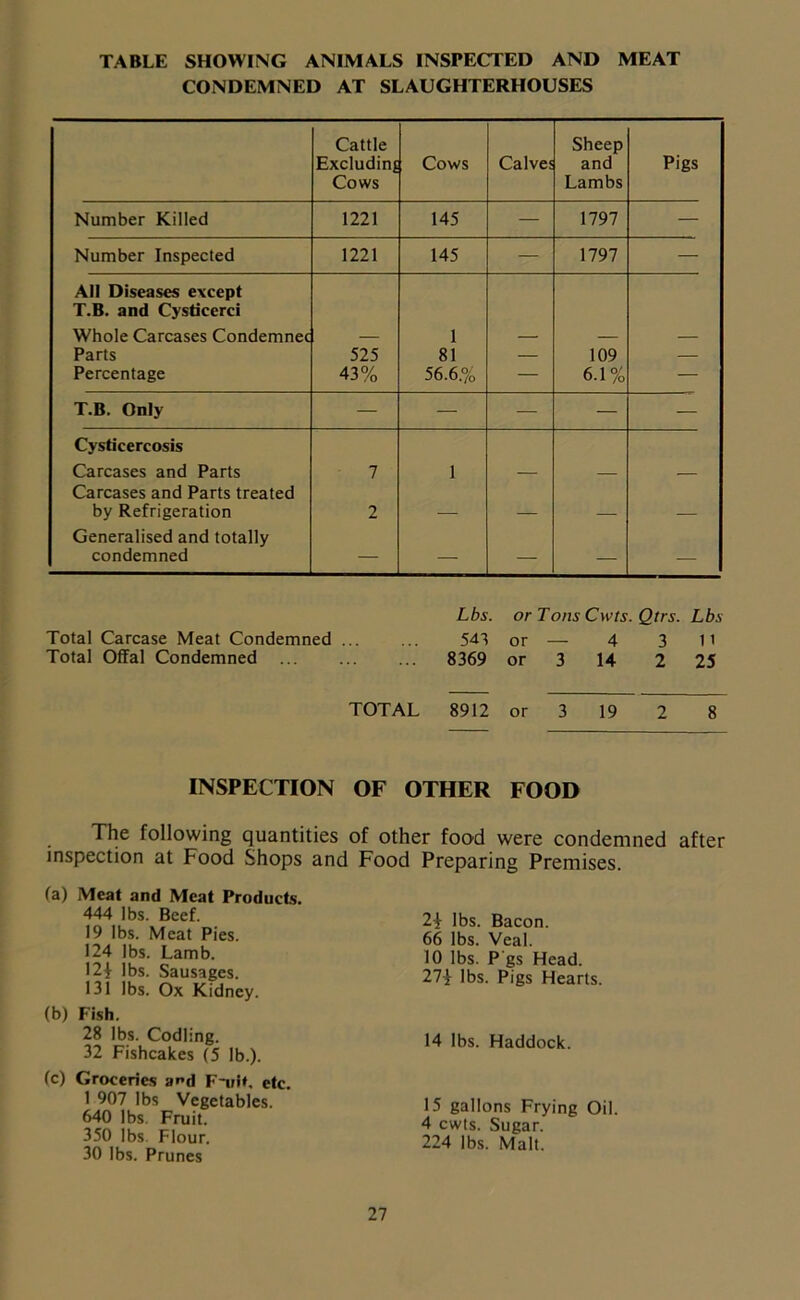 TABLE SHOWING ANIMALS INSPECTED AND MEAT
CONDEMNED AT SLAUGHTERHOUSES
Cattle Excluding Cows | Cows | Calves | Sheep and Lambs | Pigs
Number Killed 1221 145 — 1797 —
Number Inspected 1221 145 — 1797 —
All Diseases except
T.B. and Cysticerci
Whole Carcases Condemned — 1 — — —
Parts 525 81 — 109 —
Percentage 43% 56.6.% — 6.1% —
T.B. Only — — — — —
Cysticercosis
Carcases and Parts 7 1 — — —
Carcases and Parts treated
by Refrigeration 2 — — — —
Generalised and totally
condemned — — — — —
Lbs. or Tons Cwts. Qtrs. Lbs
Total Carcase Meat Condemned ... ... 543 or — 4 3 11
Total Offal Condemned ... ... ... 8369 or 3 14 2 25
TOTAL 8912 or 3 19 2 8
INSPECTION OF OTHER FOOD
The following quantities of other food were condemned after
inspection at Food Shops and Food Preparing Premises.
(a) Meat and Meat Products.
444 lbs. Beef.
19 lbs. Meat Pies.
124 lbs. Lamb.
12½ lbs. Sausages.
131 lbs. Ox Kidney.
2½ lbs. Bacon.
66 lbs. Veal.
10 lbs. P'gs Head.
27½ lbs. Pigs Hearts.
(b) Fish.
28 lbs. Codling.
32 Fishcakes (5 lb.).
14 lbs. Haddock.
(c) Groceries and Fruit, etc.
1 907 lbs Vegetables.
640 lbs. Fruit.
350 lbs. Flour.
30 lbs. Prunes
15 gallons Frying Oil.
4 cwts. Sugar.
224 lbs. Malt.
27